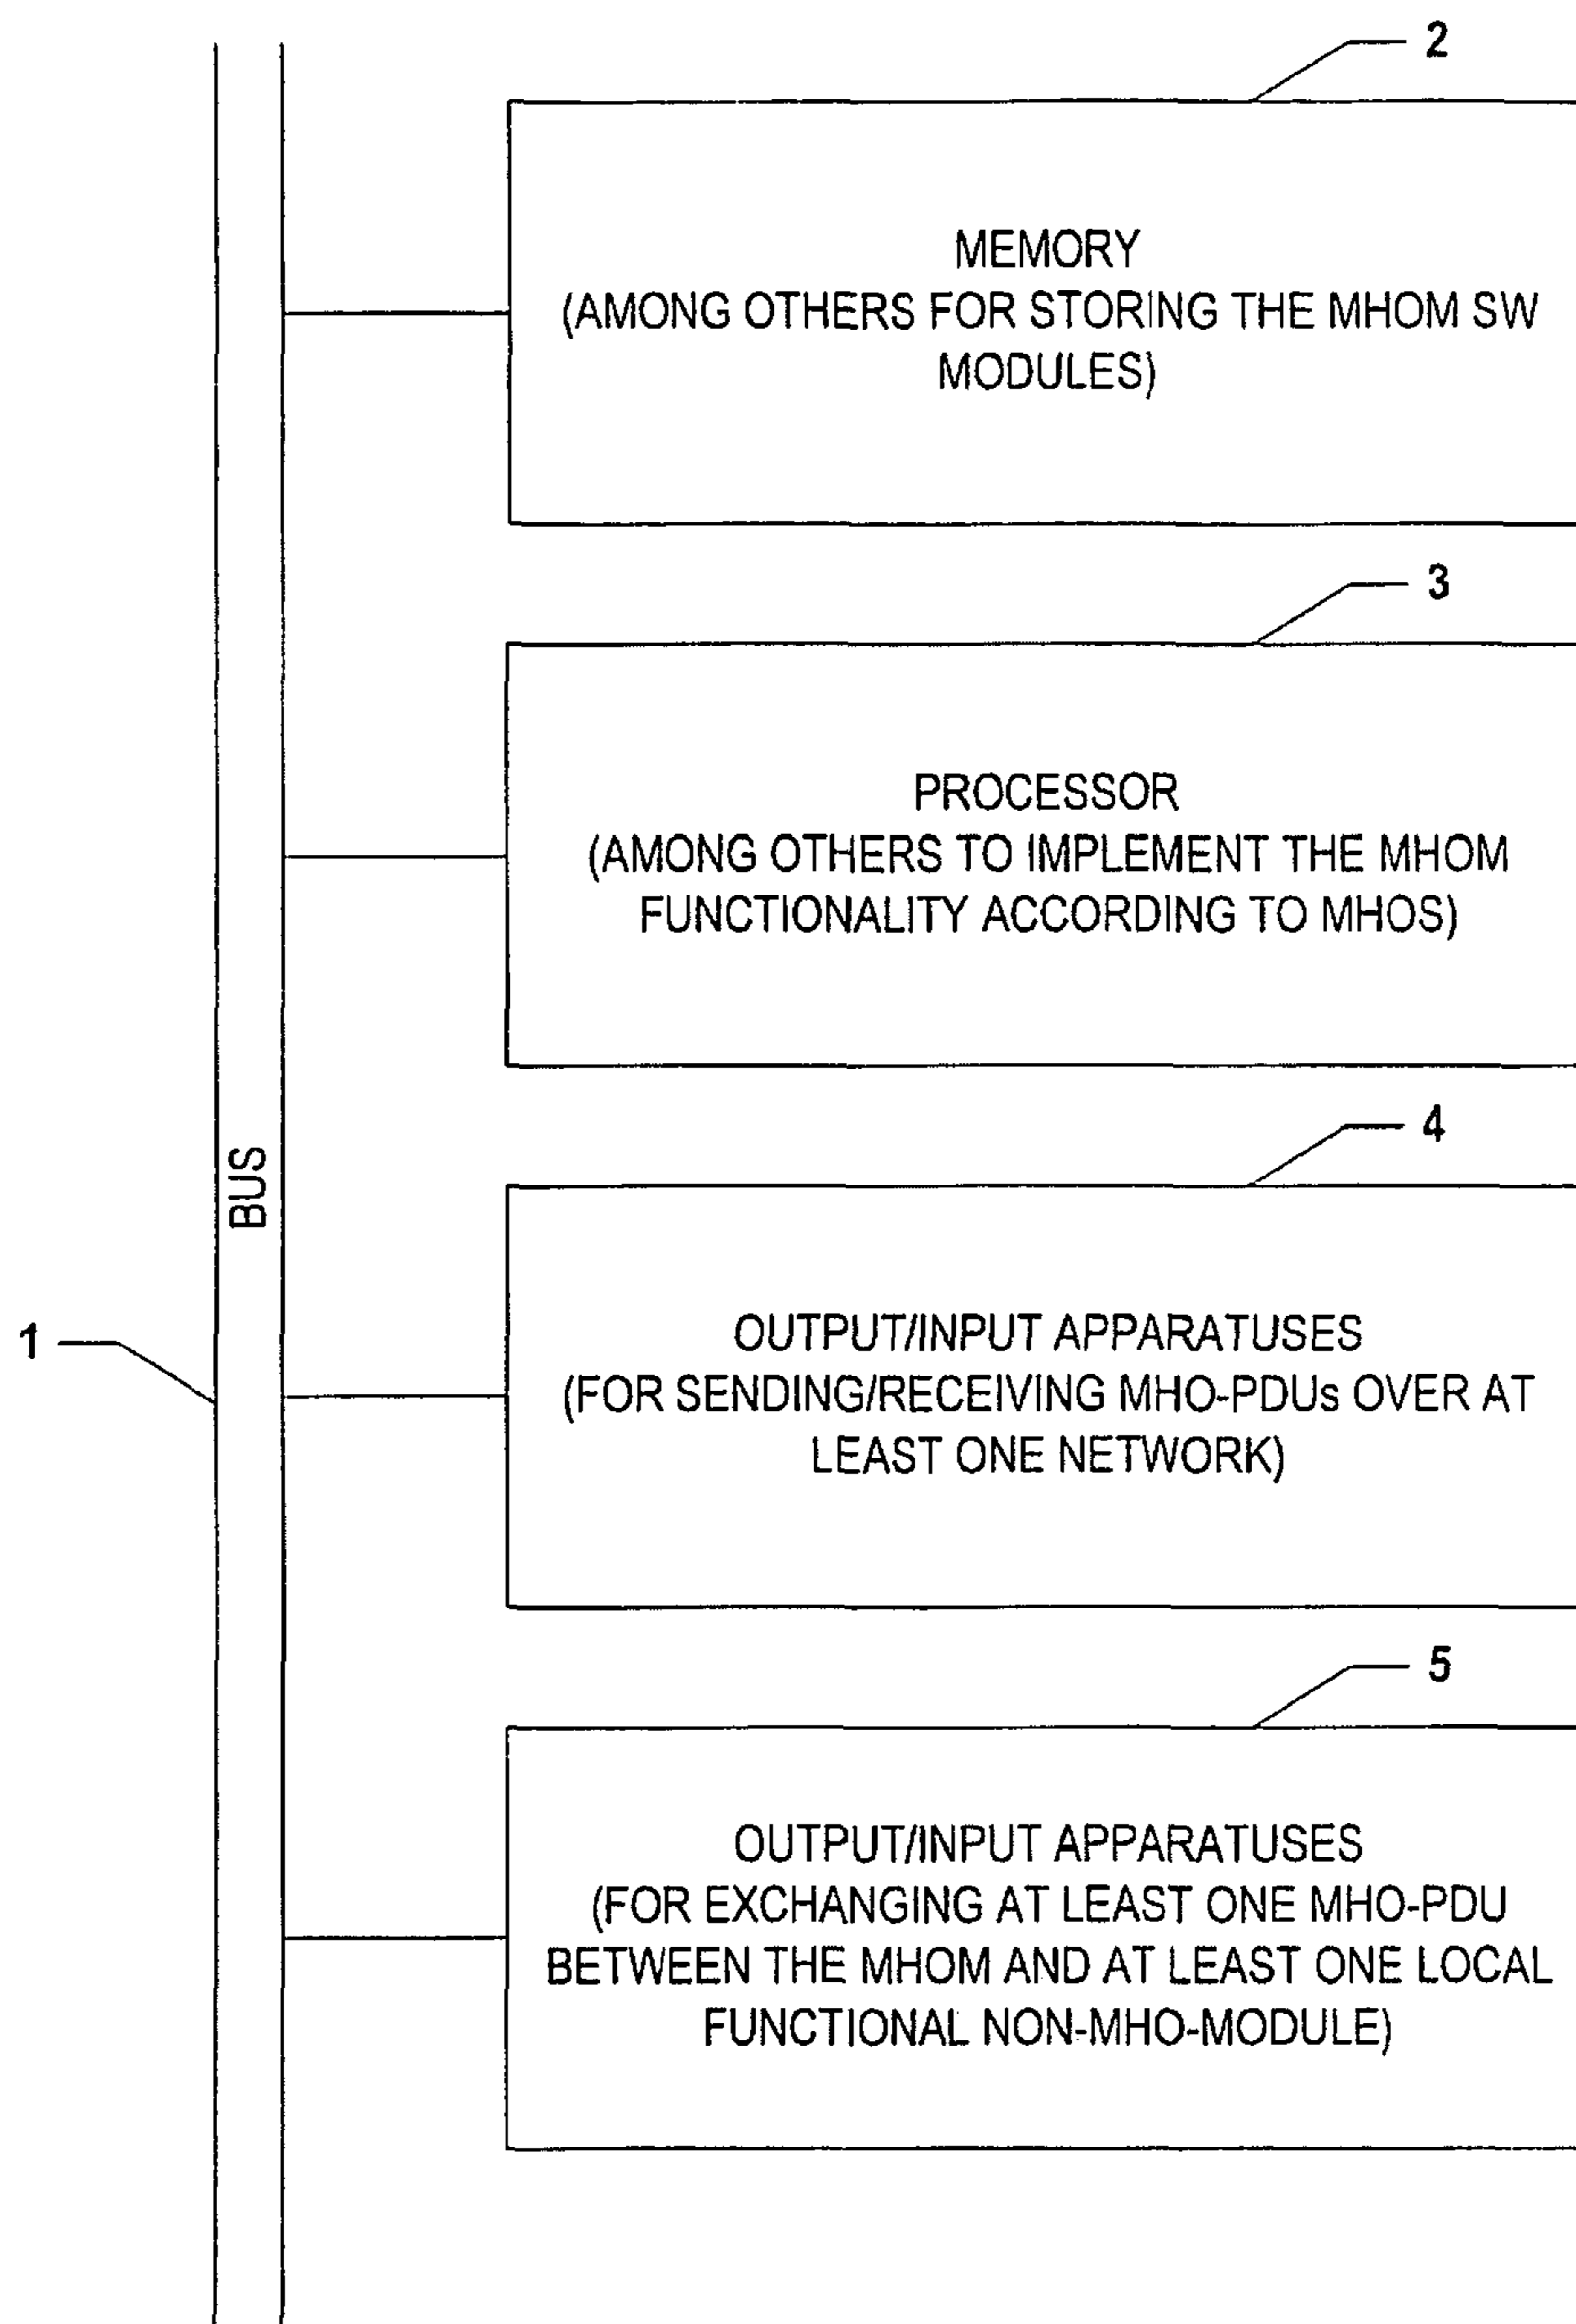 2
MEMORY
(AMONG OTHERS FOR STORING THE MHOM SW
MODULES)
3
PROCESSOR
(AMONG OTHERS TO IMPLEMENT THE MHOM
FUNCTIONALITY ACCORDING TO MHOS)
4
BUS
1
OUTPUT/INPUT APPARATUSES
(FOR SENDING/RECEIVING MHO-PDUs OVER AT
LEAST ONE NETWORK)
5
OUTPUT/INPUT APPARATUSES
(FOR EXCHANGING AT LEAST ONE MHO-PDU
BETWEEN THE MHOM AND AT LEAST ONE LOCAL
FUNCTIONAL NON-MHO-MODULE)